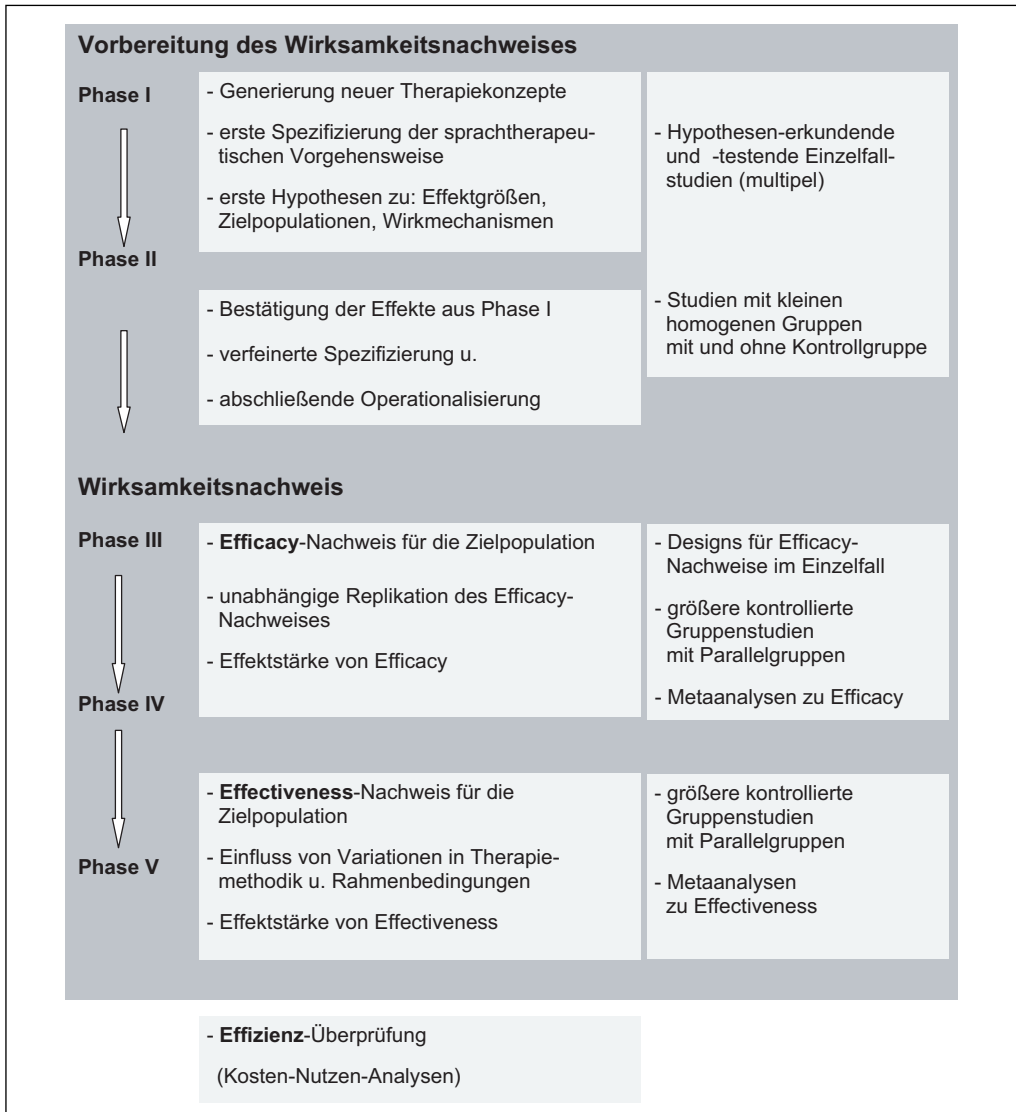 Vorbereitung des Wirksamkeitsnachweises
Phase I
- Generierung neuer Therapiekonzepte
- erste Spezifizierung der sprachtherapeu-
tischen Vorgehensweise
- erste Hypothesen zu: Effektgrößen,
Zielpopulationen, Wirkmechanismen
- Hypothesen-erkundende
und -testende Einzelfall-
studien (multipel)
Phase II
- Bestätigung der Effekte aus Phase I
- verfeinerte Spezifizierung u.
- abschließende Operationalisierung
- Studien mit kleinen
homogenen Gruppen
mit und ohne Kontrollgruppe
Wirksamkeitsnachweis
Phase III
- Efficacy-Nachweis für die Zielpopulation
- unabhängige Replikation des Efficacy-
Nachweises
- Effektstärke von Efficacy
- Designs für Efficacy-
Nachweise im Einzelfall
- größere kontrollierte
Gruppenstudien
mit Parallelgruppen
- Metaanalysen zu Efficacy
Phase IV
- Effectiveness-Nachweis für die
Zielpopulation
- Einfluss von Variationen in Therapie-
methodik u. Rahmenbedingungen
- Effektstärke von Effectiveness
- größere kontrollierte
Gruppenstudien
mit Parallelgruppen
- Metaanalysen
zu Effectiveness
Phase V
- Effizienz-Überprüfung
(Kosten-Nutzen-Analysen)